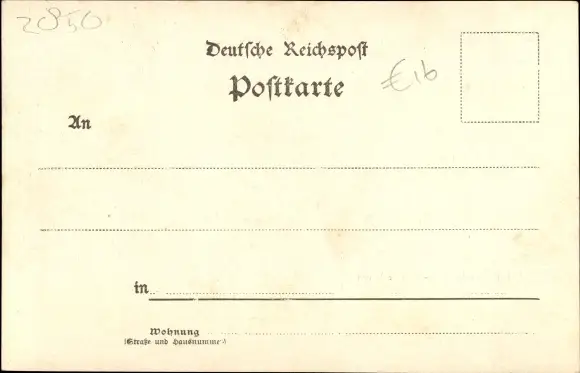 2850
Deutsche Reichspost
Postkarte
€16
An
in
Wohnung
(Straße und Hausnummer)